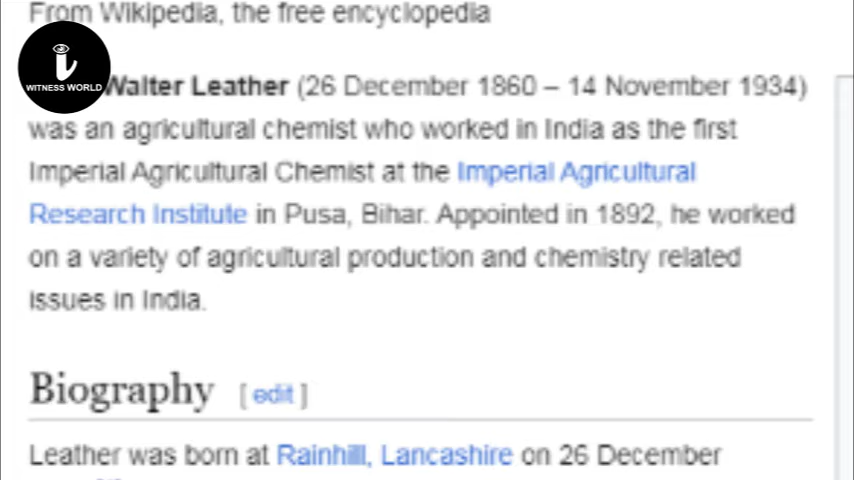 From Wikipedia, the free encyclopedia
WITNESS WORLD
Walter Leather (26 December 1860 – 14 November 1934)
was an agricultural chemist who worked in India as the first
Imperial Agricultural Chemist at the Imperial Agricultural
Research Institute in Pusa, Bihar. Appointed in 1892, he worked
on a variety of agricultural production and chemistry related
issues in India.
Biography [ edit ]
Leather was born at Rainhill, Lancashire on 26 December